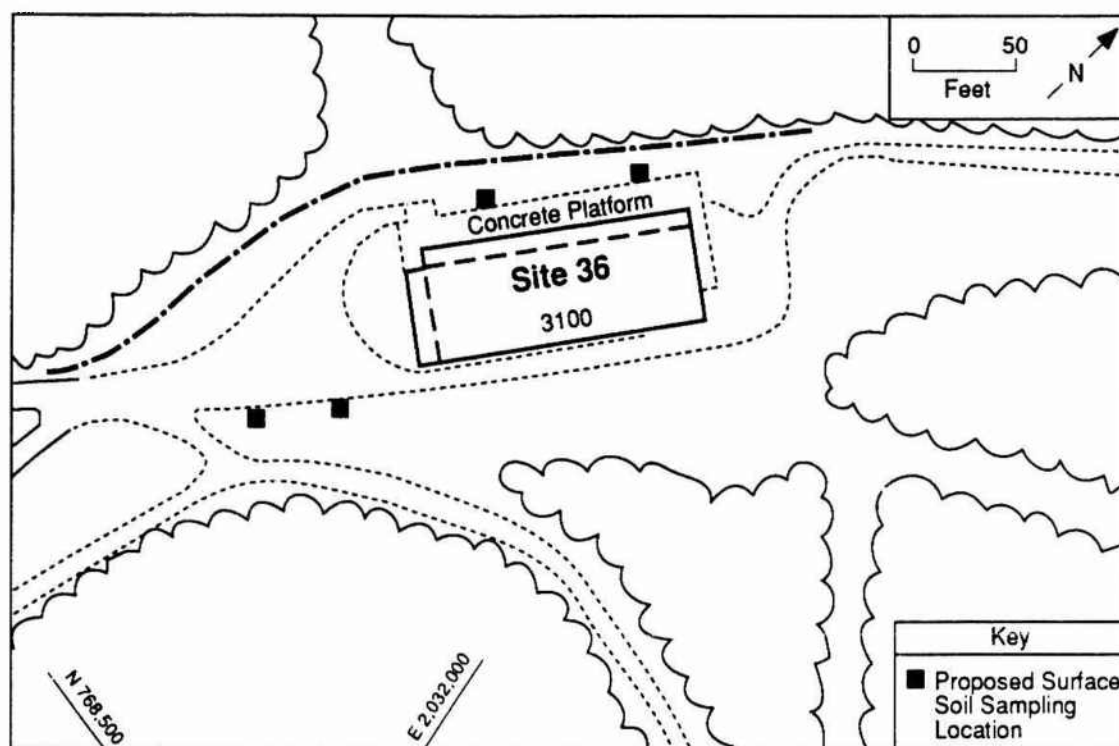 0 50
Feet
N
Concrete Platform
Site 36
3100
N 768.500
E 2.032.000
Key
Proposed Surface
Soil Sampling
Location